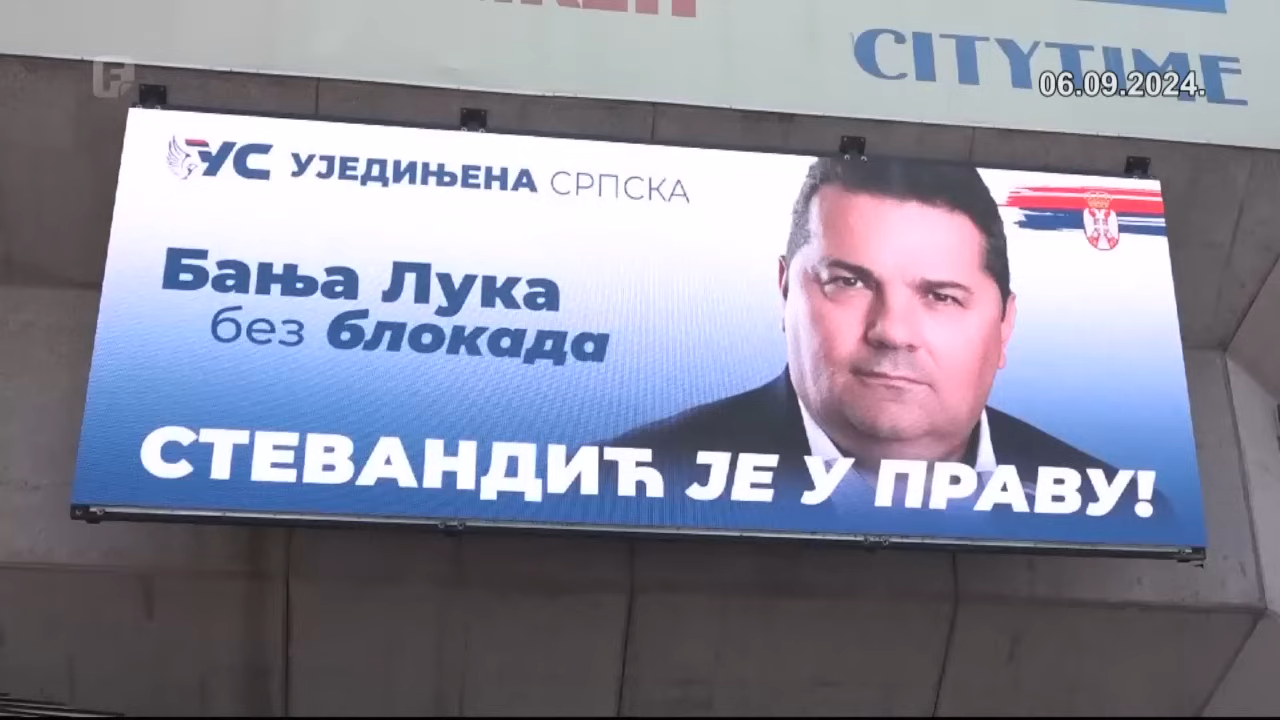 CITYTIME
06.09.2024.
УС УЈЕДИЊЕНА СРПСКА
Бања Лука
без блокада
СТЕВАНДИЋ ЈЕ У ПРАВУ!